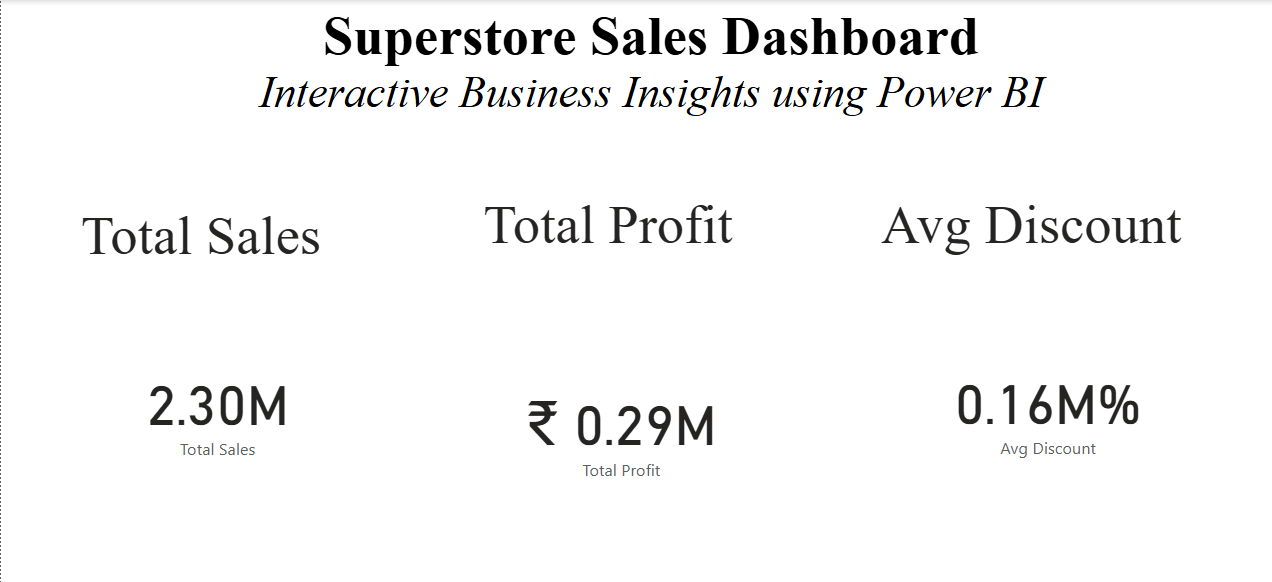 Superstore Sales Dashboard
Interactive Business Insights using Power BI
Total Sales
Total Profit
Avg Discount
2.30M
Total Sales
₹ 0.29M
Total Profit
0.16M%
Avg Discount